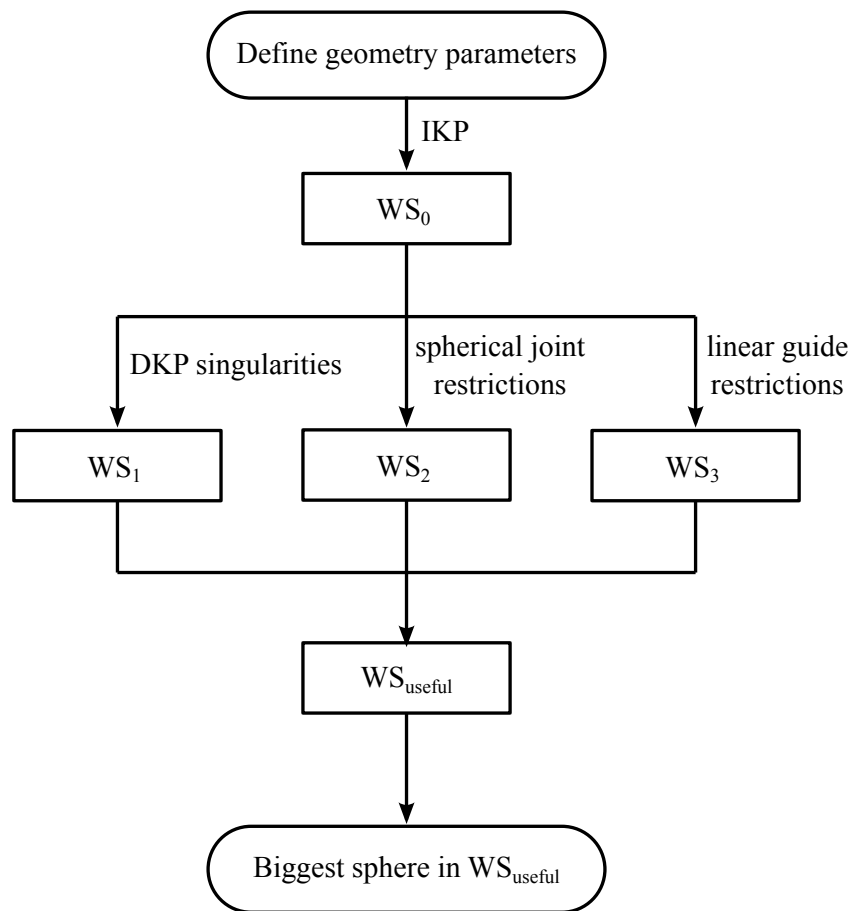 Define geometry parameters
IKP
WS₀
DKP singularities
spherical joint
restrictions
linear guide
restrictions
WS₁
WS₂
WS₃
WSuseful
Biggest sphere in WSuseful